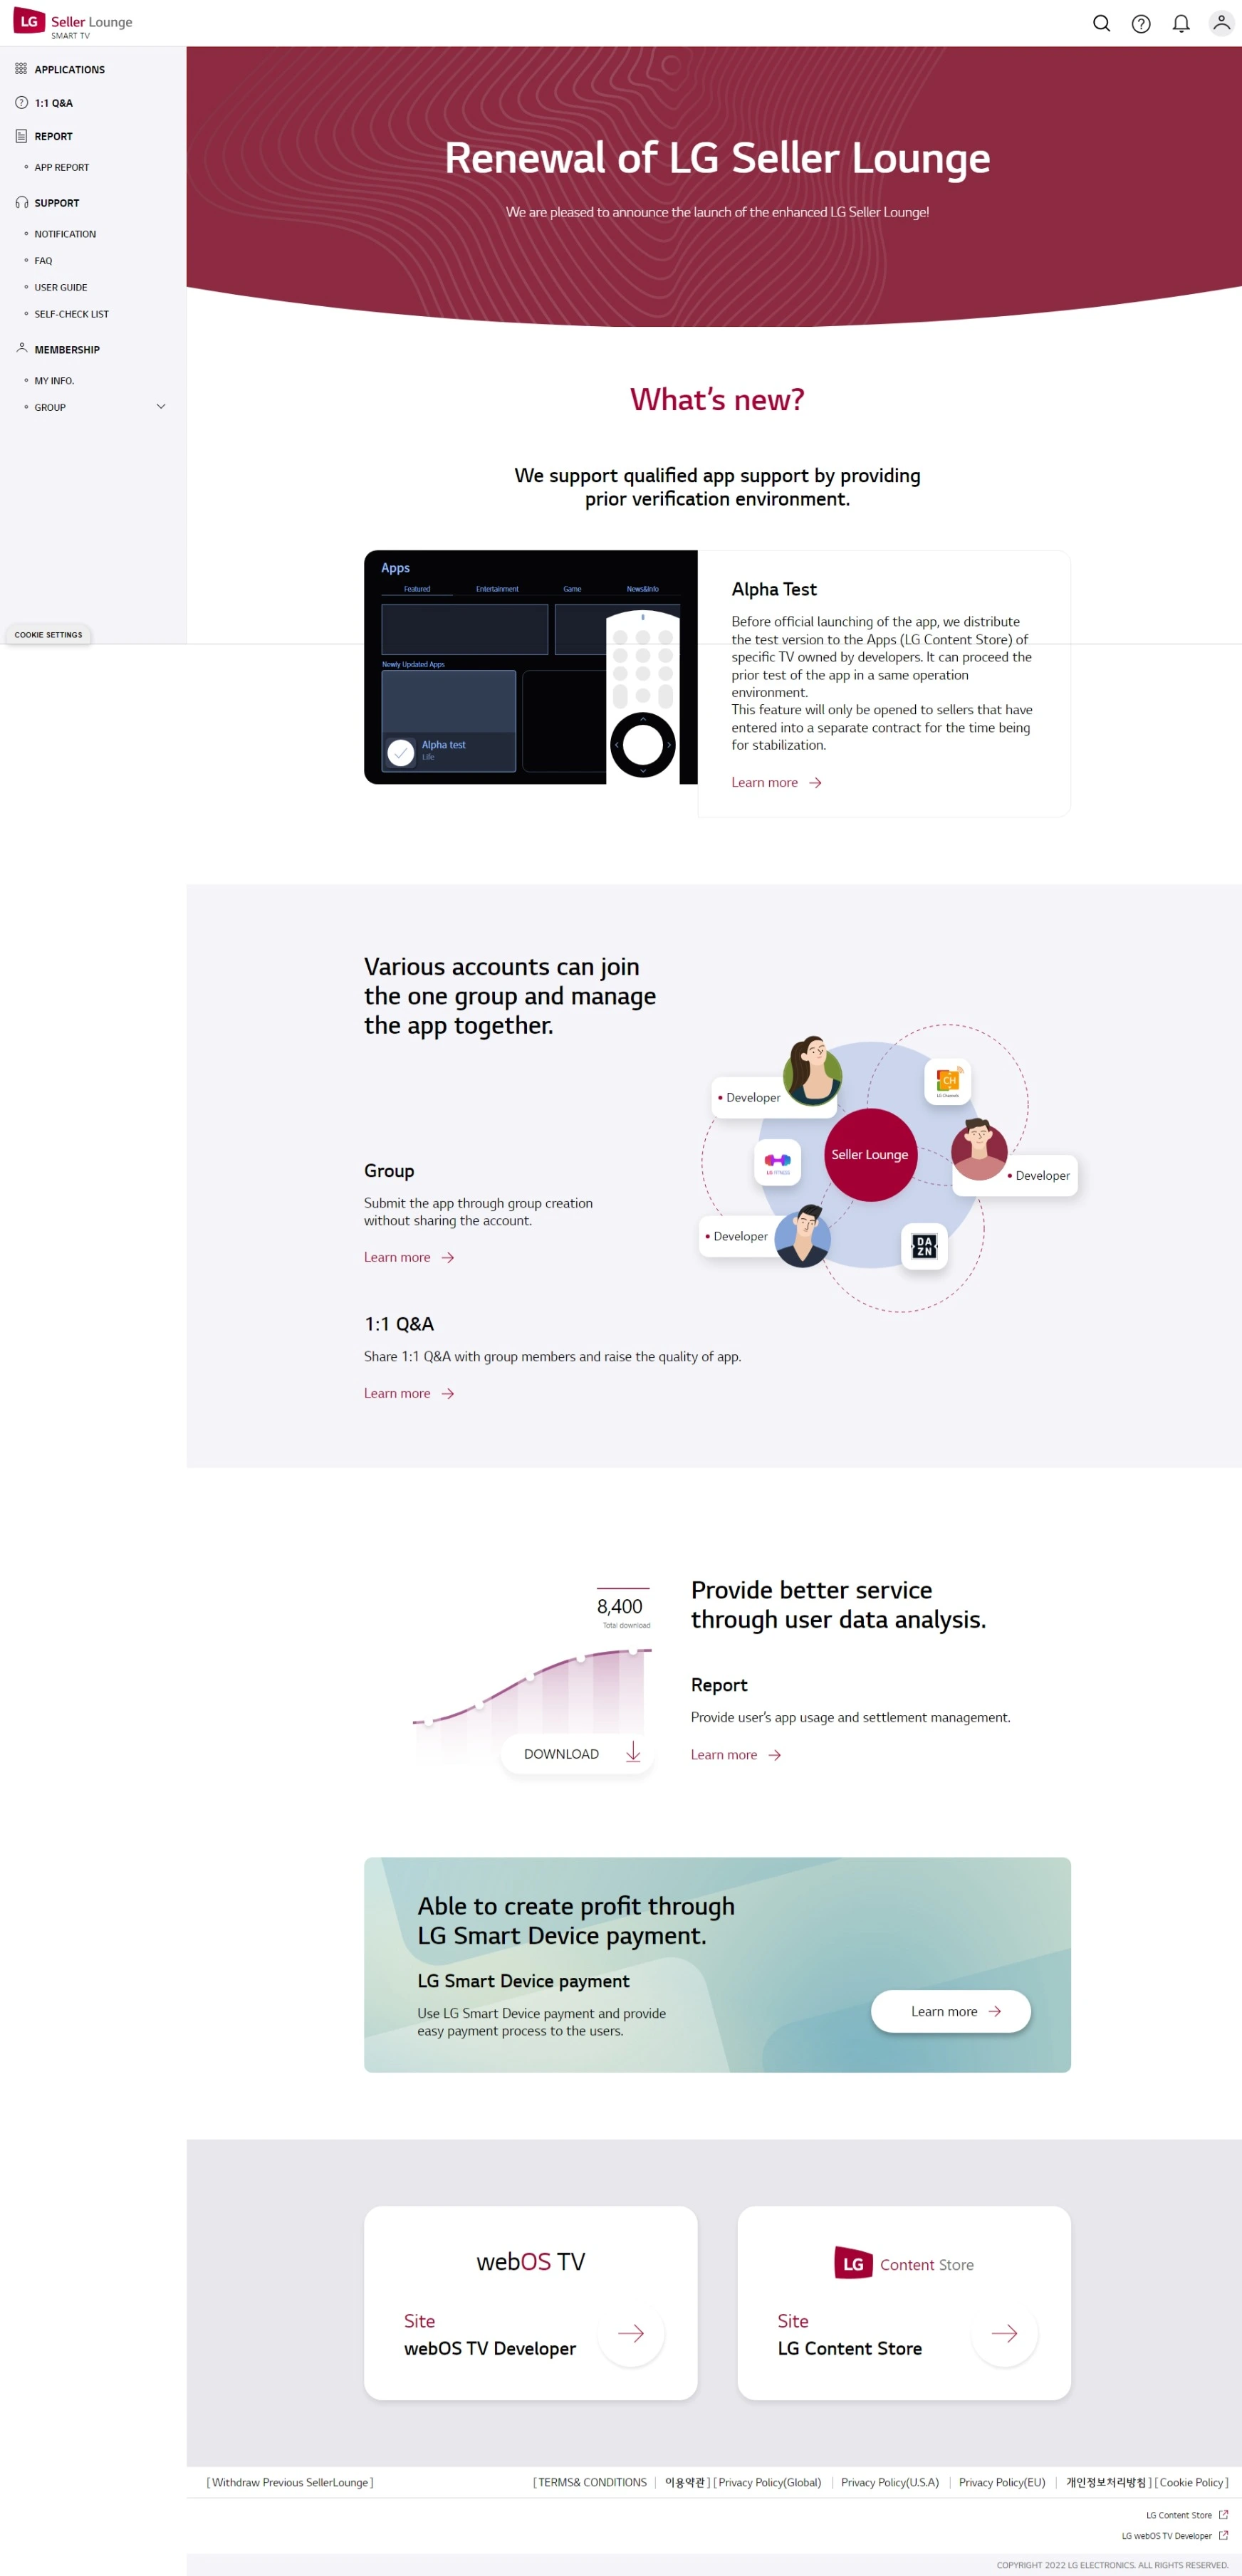 LG Seller Lounge
SMART TV
APPLICATIONS
1:1 Q&A
REPORT
APP REPORT
SUPPORT
NOTIFICATION
FAQ
USER GUIDE
SELF-CHECK LIST
MEMBERSHIP
MY INFO.
GROUP
COOKIE SETTINGS
Renewal of LG Seller Lounge
We are pleased to announce the launch of the enhanced LG Seller Lounge!
What's new?
We support qualified app support by providing
prior verification environment.
Apps
Featured Entertainment Game News&Info
Newly Updated Apps
Alpha test
Life
Alpha Test
Before official launching of the app, we distribute
the test version to the Apps (LG Content Store) of
specific TV owned by developers. It can proceed the
prior test of the app in a same operation
environment.
This feature will only be opened to sellers that have
entered into a separate contract for the time being
for stabilization.
Learn more
Various accounts can join
the one group and manage
the app together.
Group
Submit the app through group creation
without sharing the account.
Learn more
1:1 Q&A
Share 1:1 Q&A with group members and raise the quality of app.
Learn more
Developer
CH
LG Channels
Seller Lounge
LG FITNESS
Developer
Developer
DA
ZN
8,400
Total download
DOWNLOAD
Provide better service
through user data analysis.
Report
Provide user's app usage and settlement management.
Learn more
Able to create profit through
LG Smart Device payment.
LG Smart Device payment
Use LG Smart Device payment and provide
easy payment process to the users.
Learn more
webOS TV
Site
webOS TV Developer
LG Content Store
Site
LG Content Store
[ Withdraw Previous SellerLounge ]
[ TERMS& CONDITIONS | 이용약관 ] [ Privacy Policy(Global) | Privacy Policy(U.S.A) | Privacy Policy(EU) | 개인정보처리방침 ] [ Cookie Policy ]
LG Content Store
LG webOS TV Developer
COPYRIGHT 2022 LG ELECTRONICS. ALL RIGHTS RESERVED.